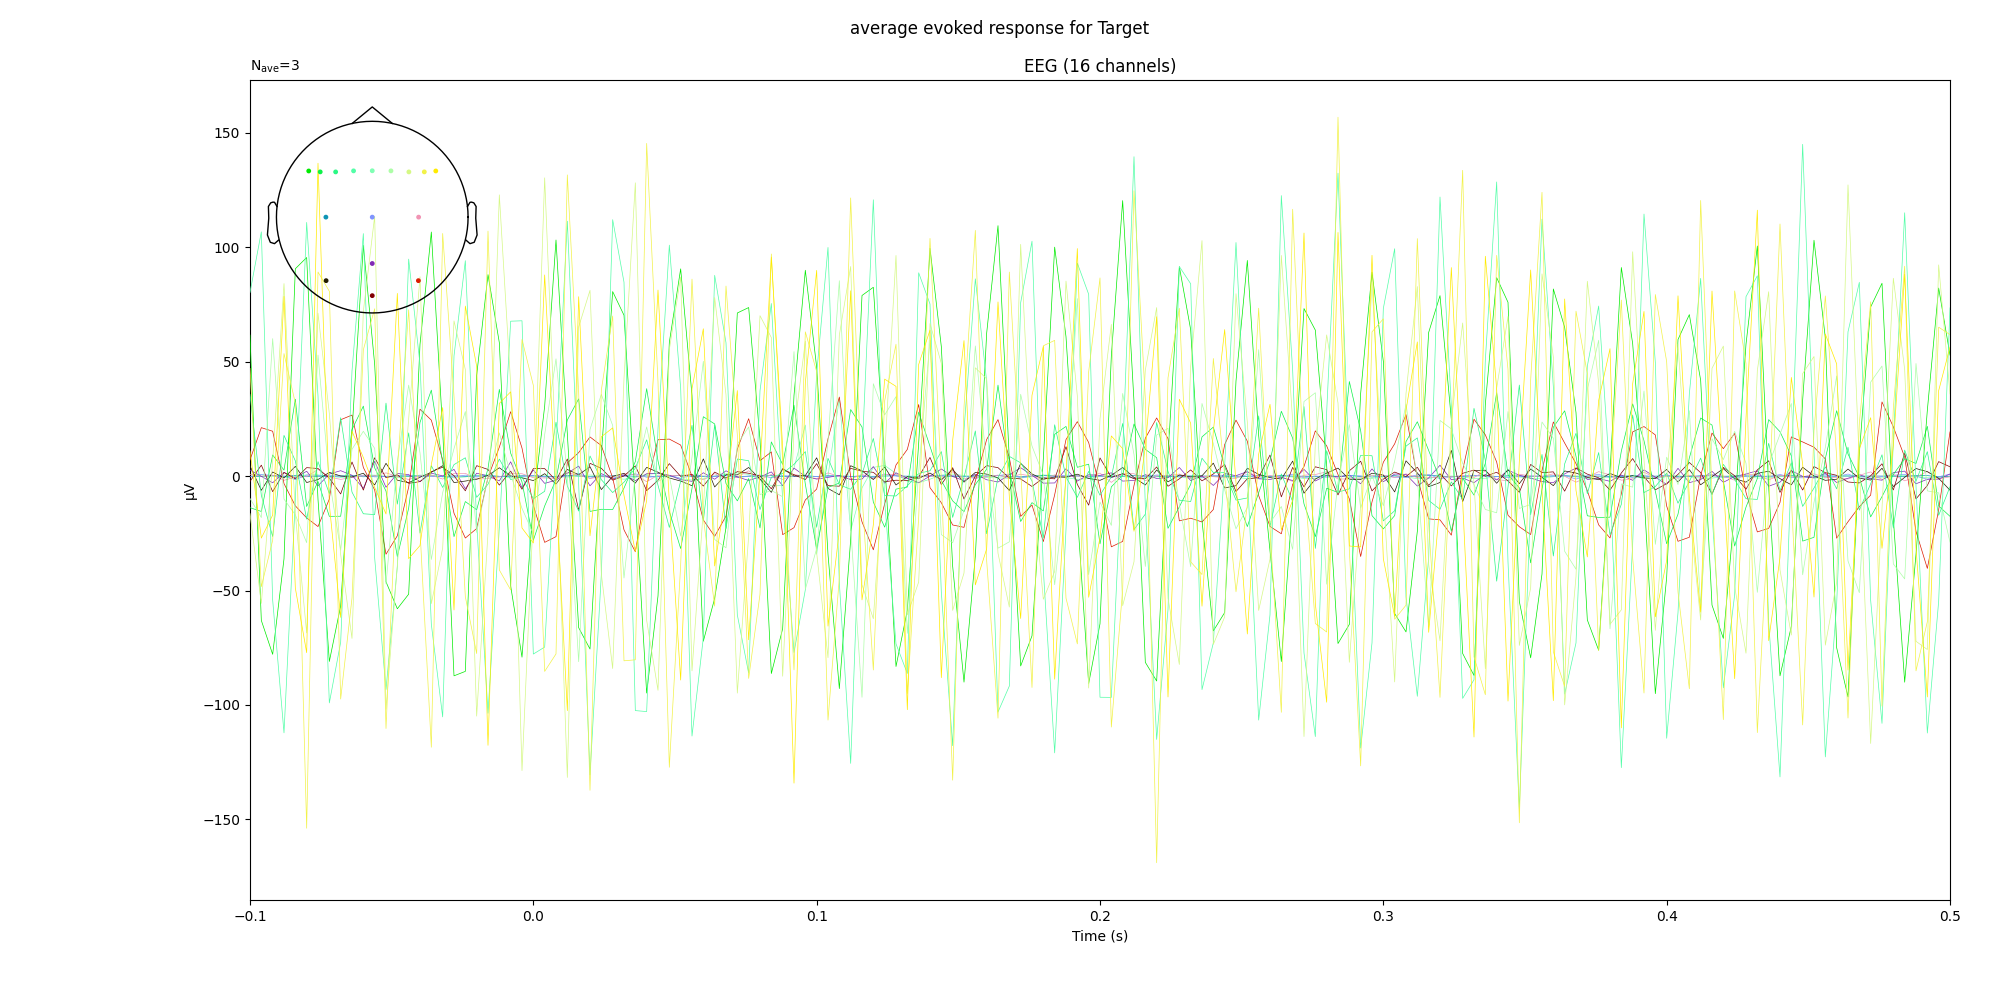 average evoked response for Target
Nave=3
EEG (16 channels)
150
100
50
0
−50
−100
−150
µV
−0.1
0.0
0.1
0.2
0.3
0.4
0.5
Time (s)